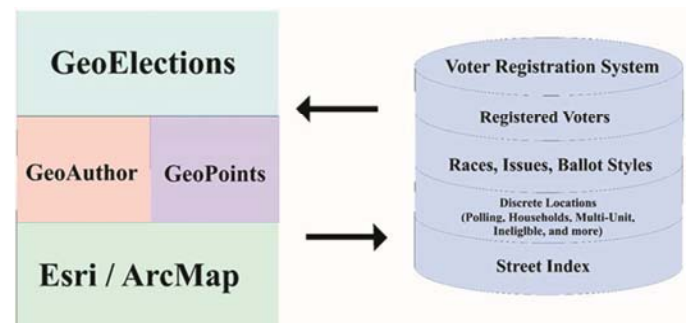 GeoElections
GeoAuthor
GeoPoints
Esri / ArcMap
Voter Registration System
Registered Voters
Races, Issues, Ballot Styles
Discrete Locations
(Polling, Households, Multi-Unit,
Ineligible, and more)
Street Index